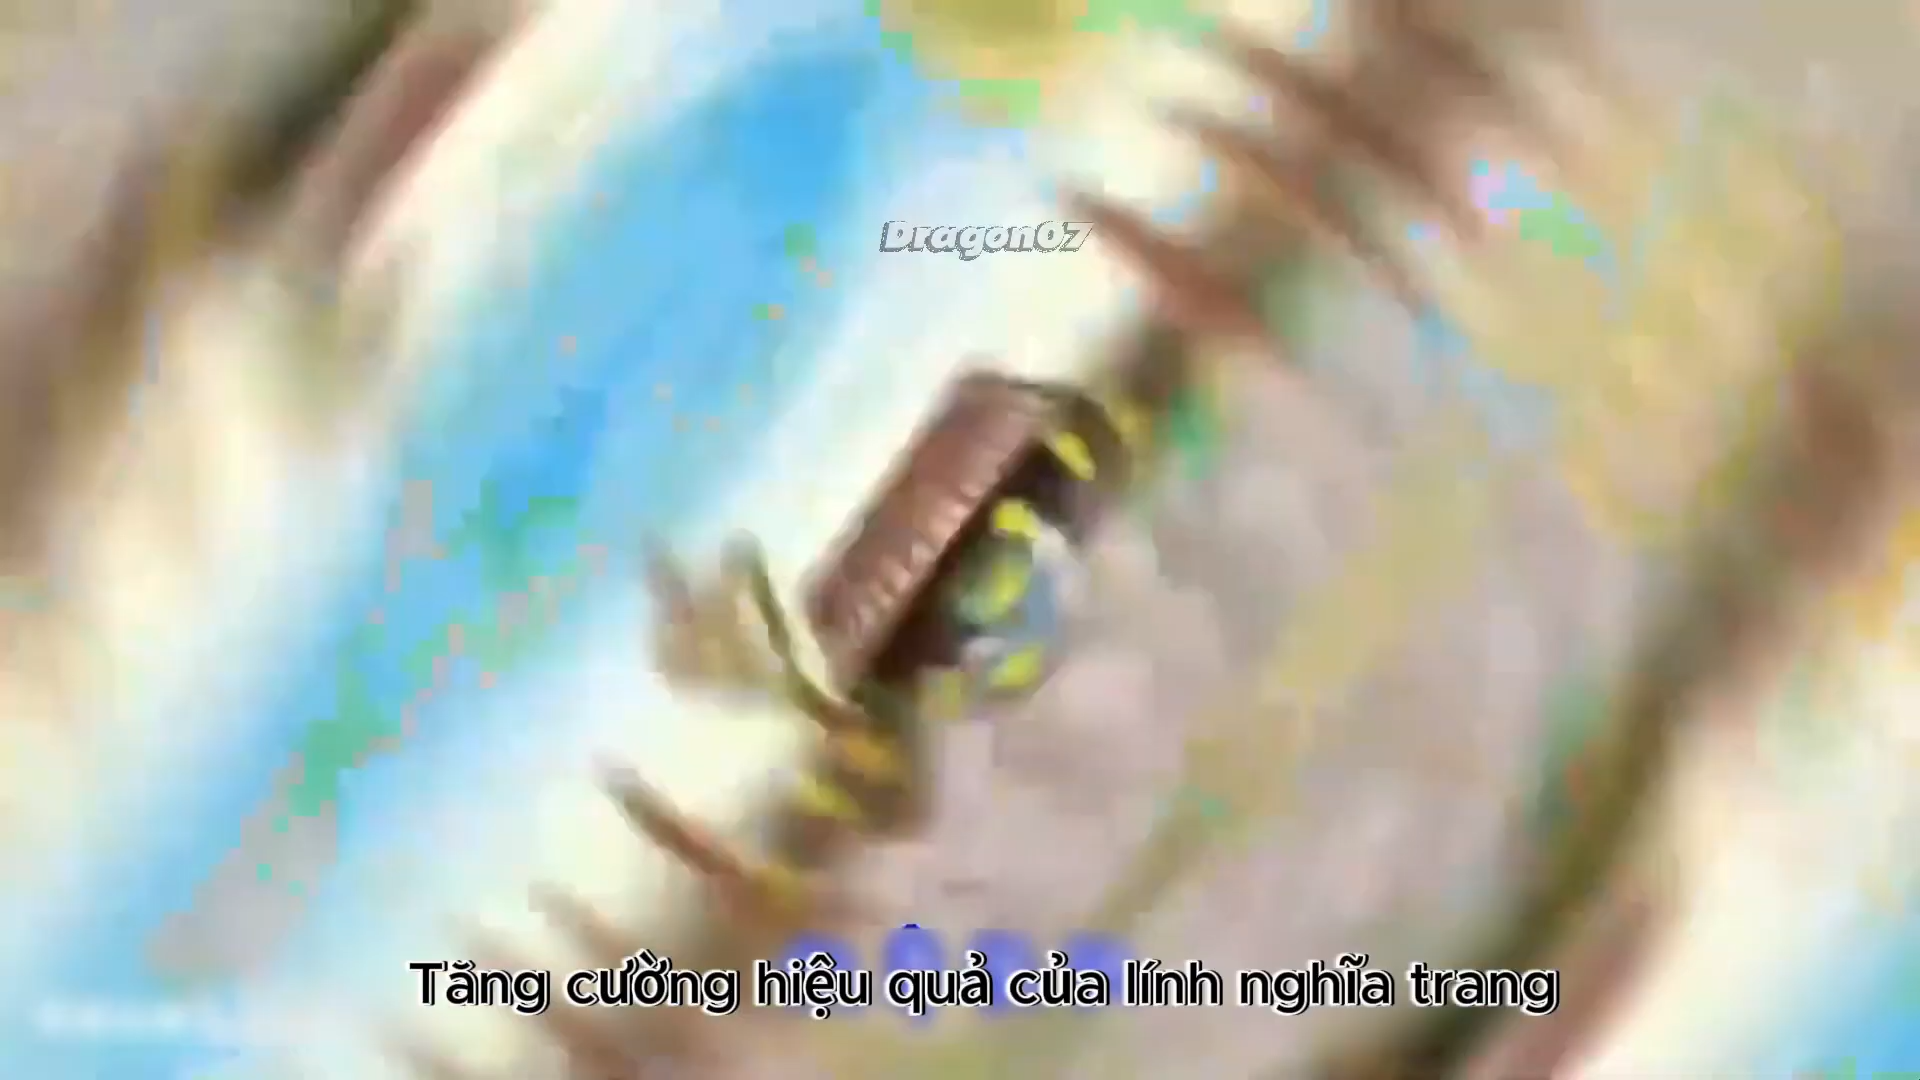 Dragon07
Tăng cường hiệu quả của lính nghĩa trang